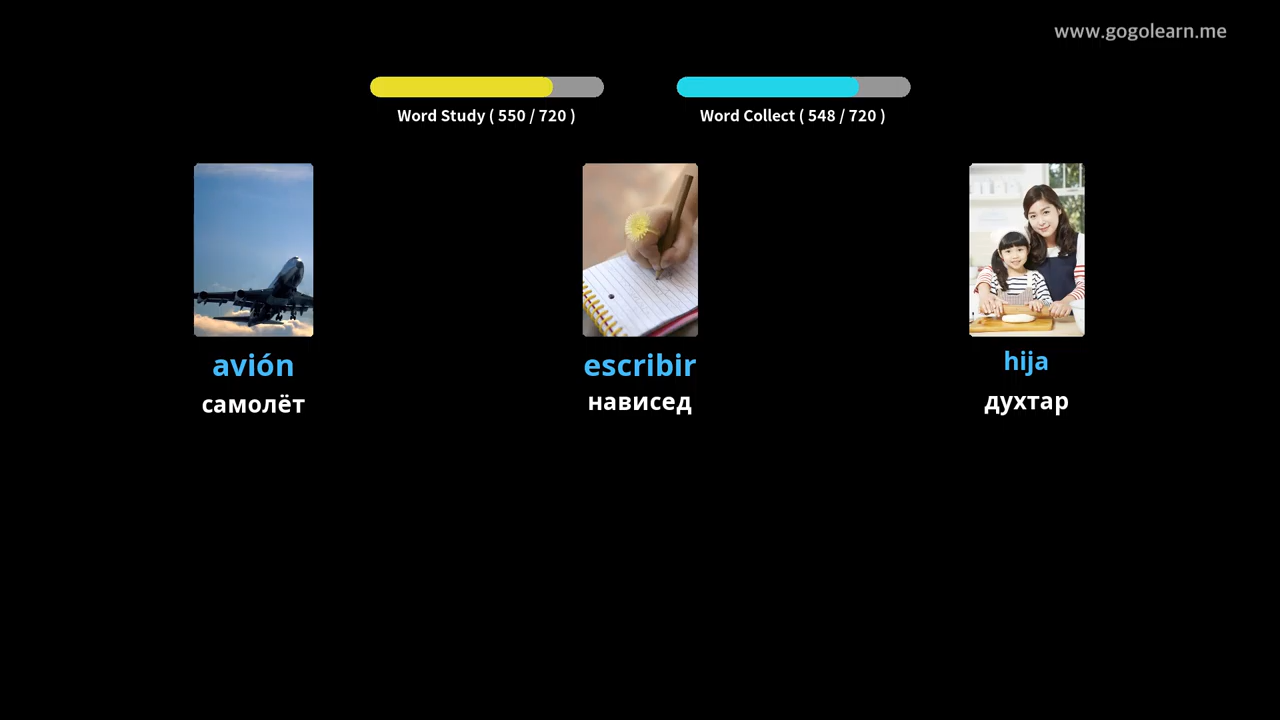 www.gogolearn.me
Word Study ( 550 / 720 )
Word Collect ( 548 / 720 )
avión
escribir
hija
самолёт
нависед
духтар